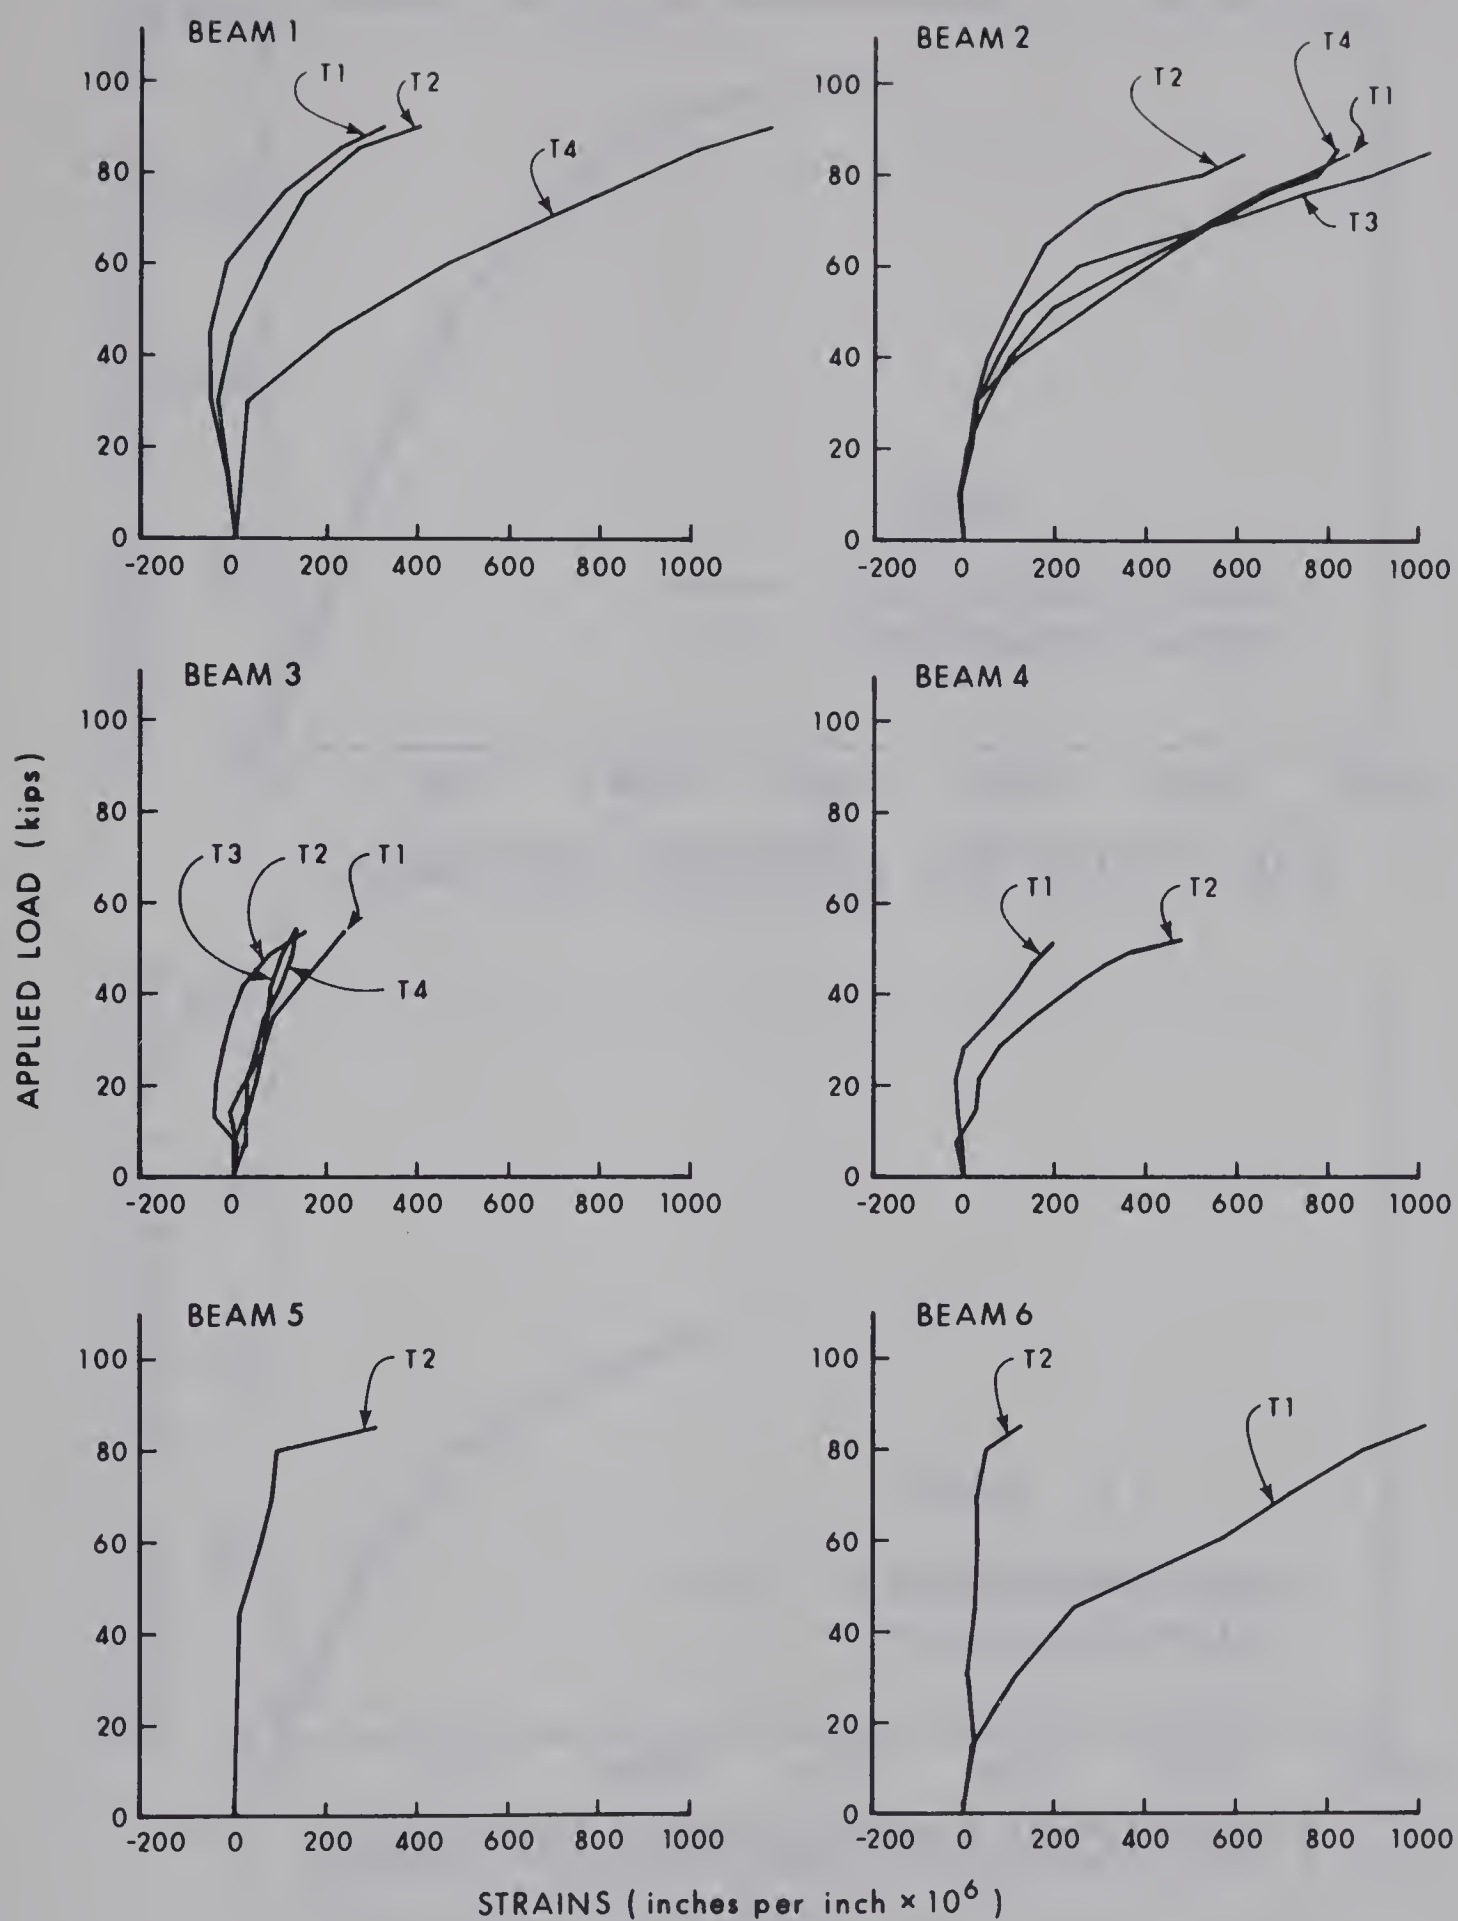 BEAM 1
T1
T2
T4
100
80
60
40
20
0
-200 0 200 400 600 800 1000
BEAM 2
T4
T2
T1
T3
100
80
60
40
20
0
-200 0 200 400 600 800 1000
BEAM 3
T3 T2 T1
T4
100
80
60
40
20
0
-200 0 200 400 600 800 1000
BEAM 4
T1 T2
100
80
60
40
20
0
-200 0 200 400 600 800 1000
BEAM 5
T2
100
80
60
40
20
0
-200 0 200 400 600 800 1000
BEAM 6
T2
T1
100
80
60
40
20
0
-200 0 200 400 600 800 1000
APPLIED LOAD (kips)
STRAINS (inches per inch × 10⁶)